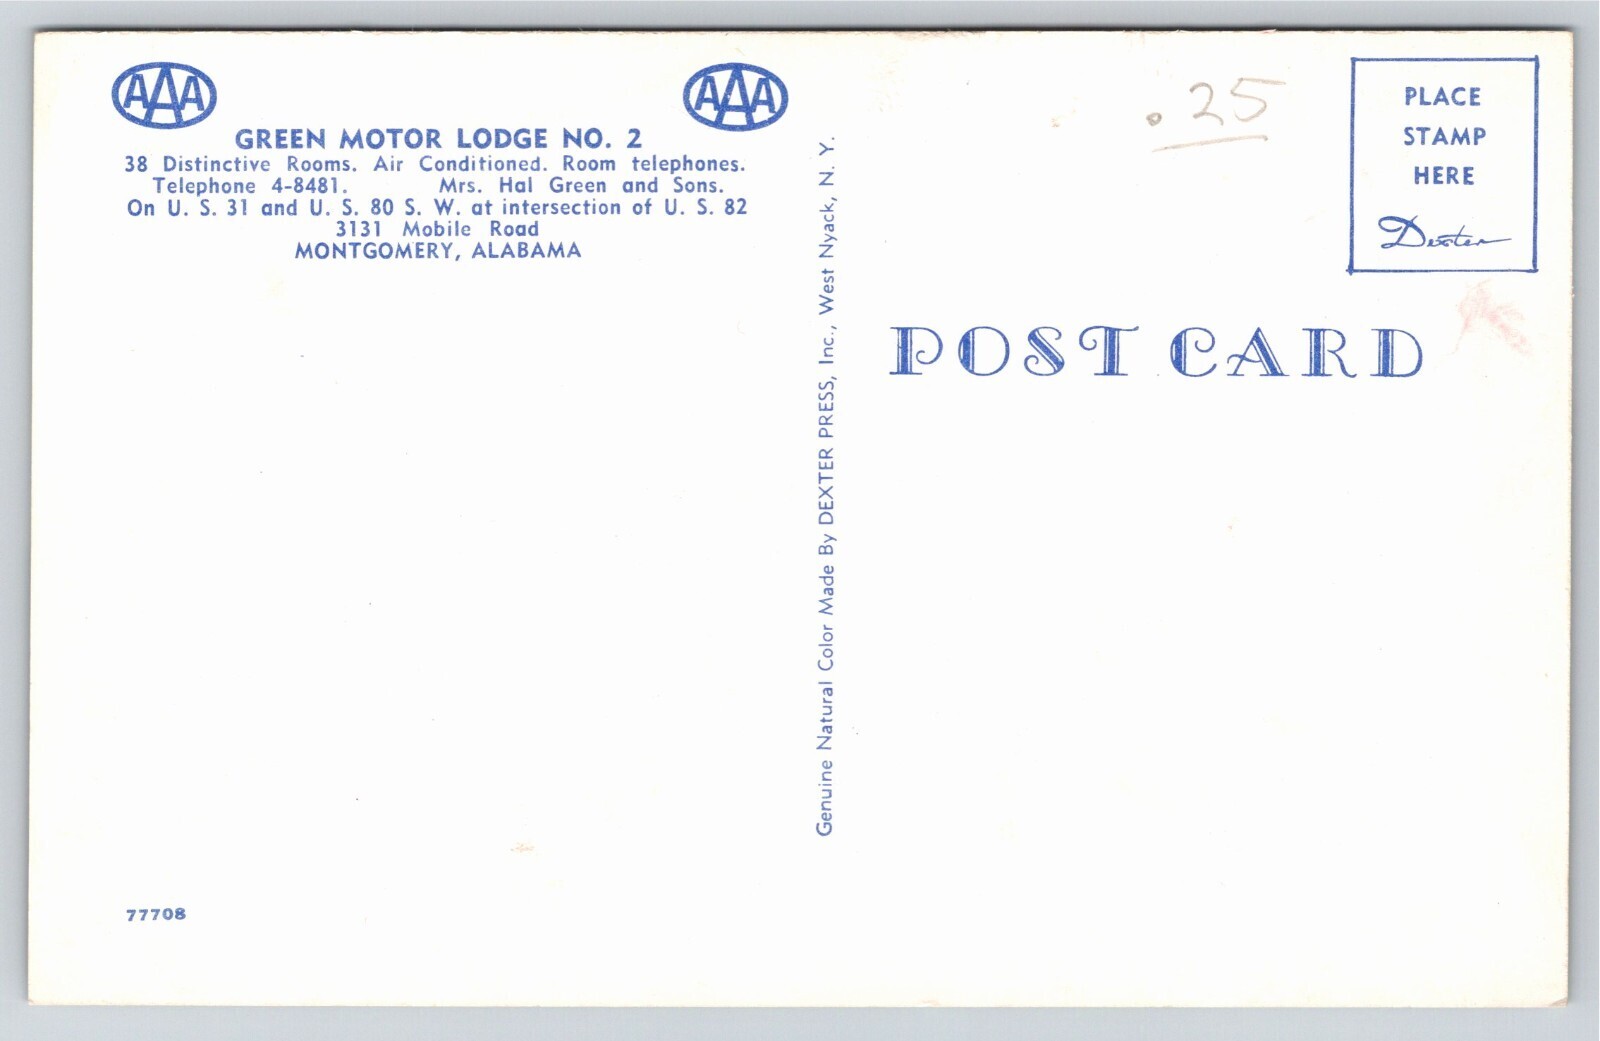 AAA AAA
GREEN MOTOR LODGE NO. 2
38 Distinctive Rooms. Air Conditioned. Room telephones.
Telephone 4-8481. Mrs. Hal Green and Sons.
On U. S. 31 and U. S. 80 S. W. at intersection of U. S. 82
3131 Mobile Road
MONTGOMERY, ALABAMA
77708
Genuine Natural Color Made By DEXTER PRESS, Inc., West Nyack, N. Y.
.25
PLACE
STAMP
HERE
Dexter
POST CARD